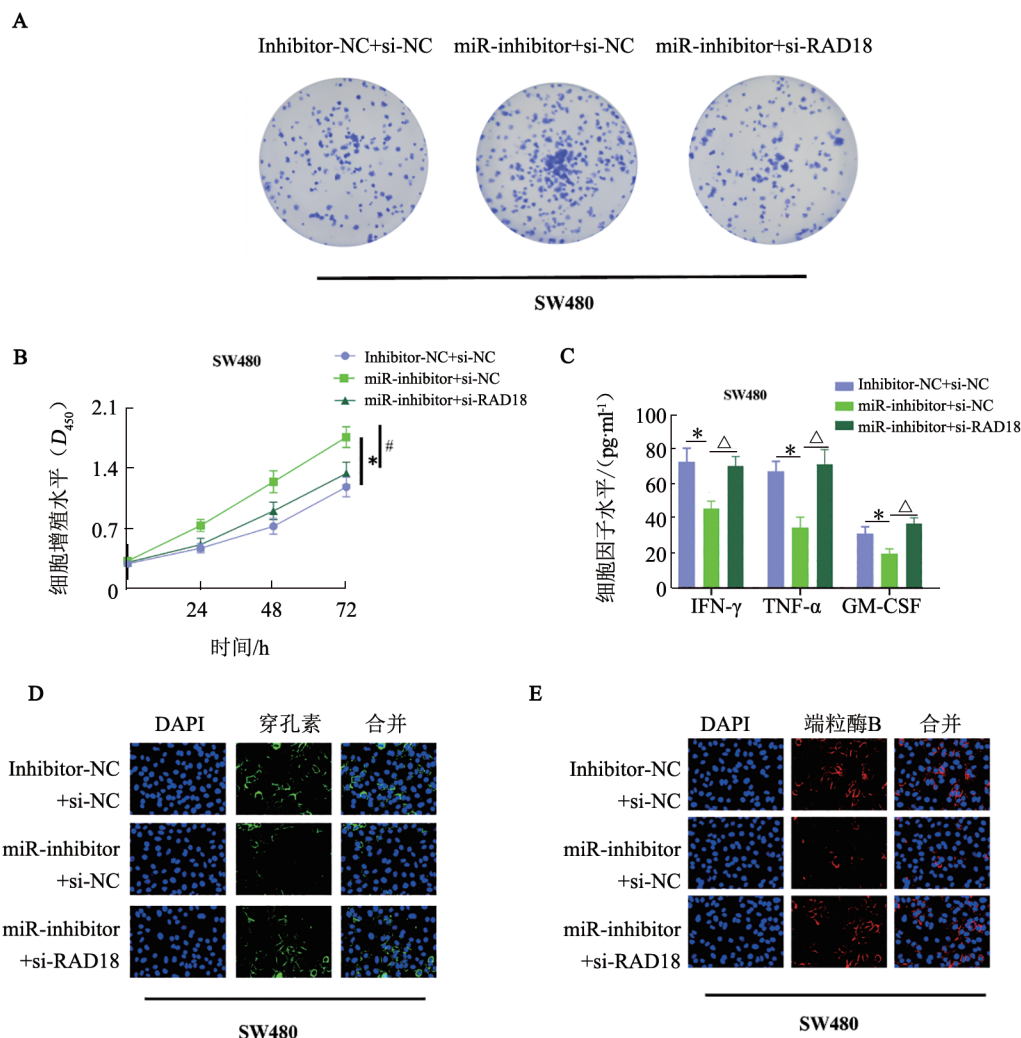 A
Inhibitor-NC+si-NC miR-inhibitor+si-NC miR-inhibitor+si-RAD18
SW480
B
SW480
Inhibitor-NC+si-NC
miR-inhibitor+si-NC
miR-inhibitor+si-RAD18
细胞增殖水平（D450）
2.1
1.4
0.7
0
* #
24 48 72
时间/h
C
SW480
Inhibitor-NC+si-NC
miR-inhibitor+si-NC
miR-inhibitor+si-RAD18
细胞因子水平/(pg·ml-1)
80
60
40
20
0
* △ * △ * △
IFN-γ TNF-α GM-CSF
D
DAPI 穿孔素 合并
Inhibitor-NC
+si-NC
miR-inhibitor
+si-NC
miR-inhibitor
+si-RAD18
SW480
E
DAPI 端粒酶B 合并
Inhibitor-NC
+si-NC
miR-inhibitor
+si-NC
miR-inhibitor
+si-RAD18
SW480